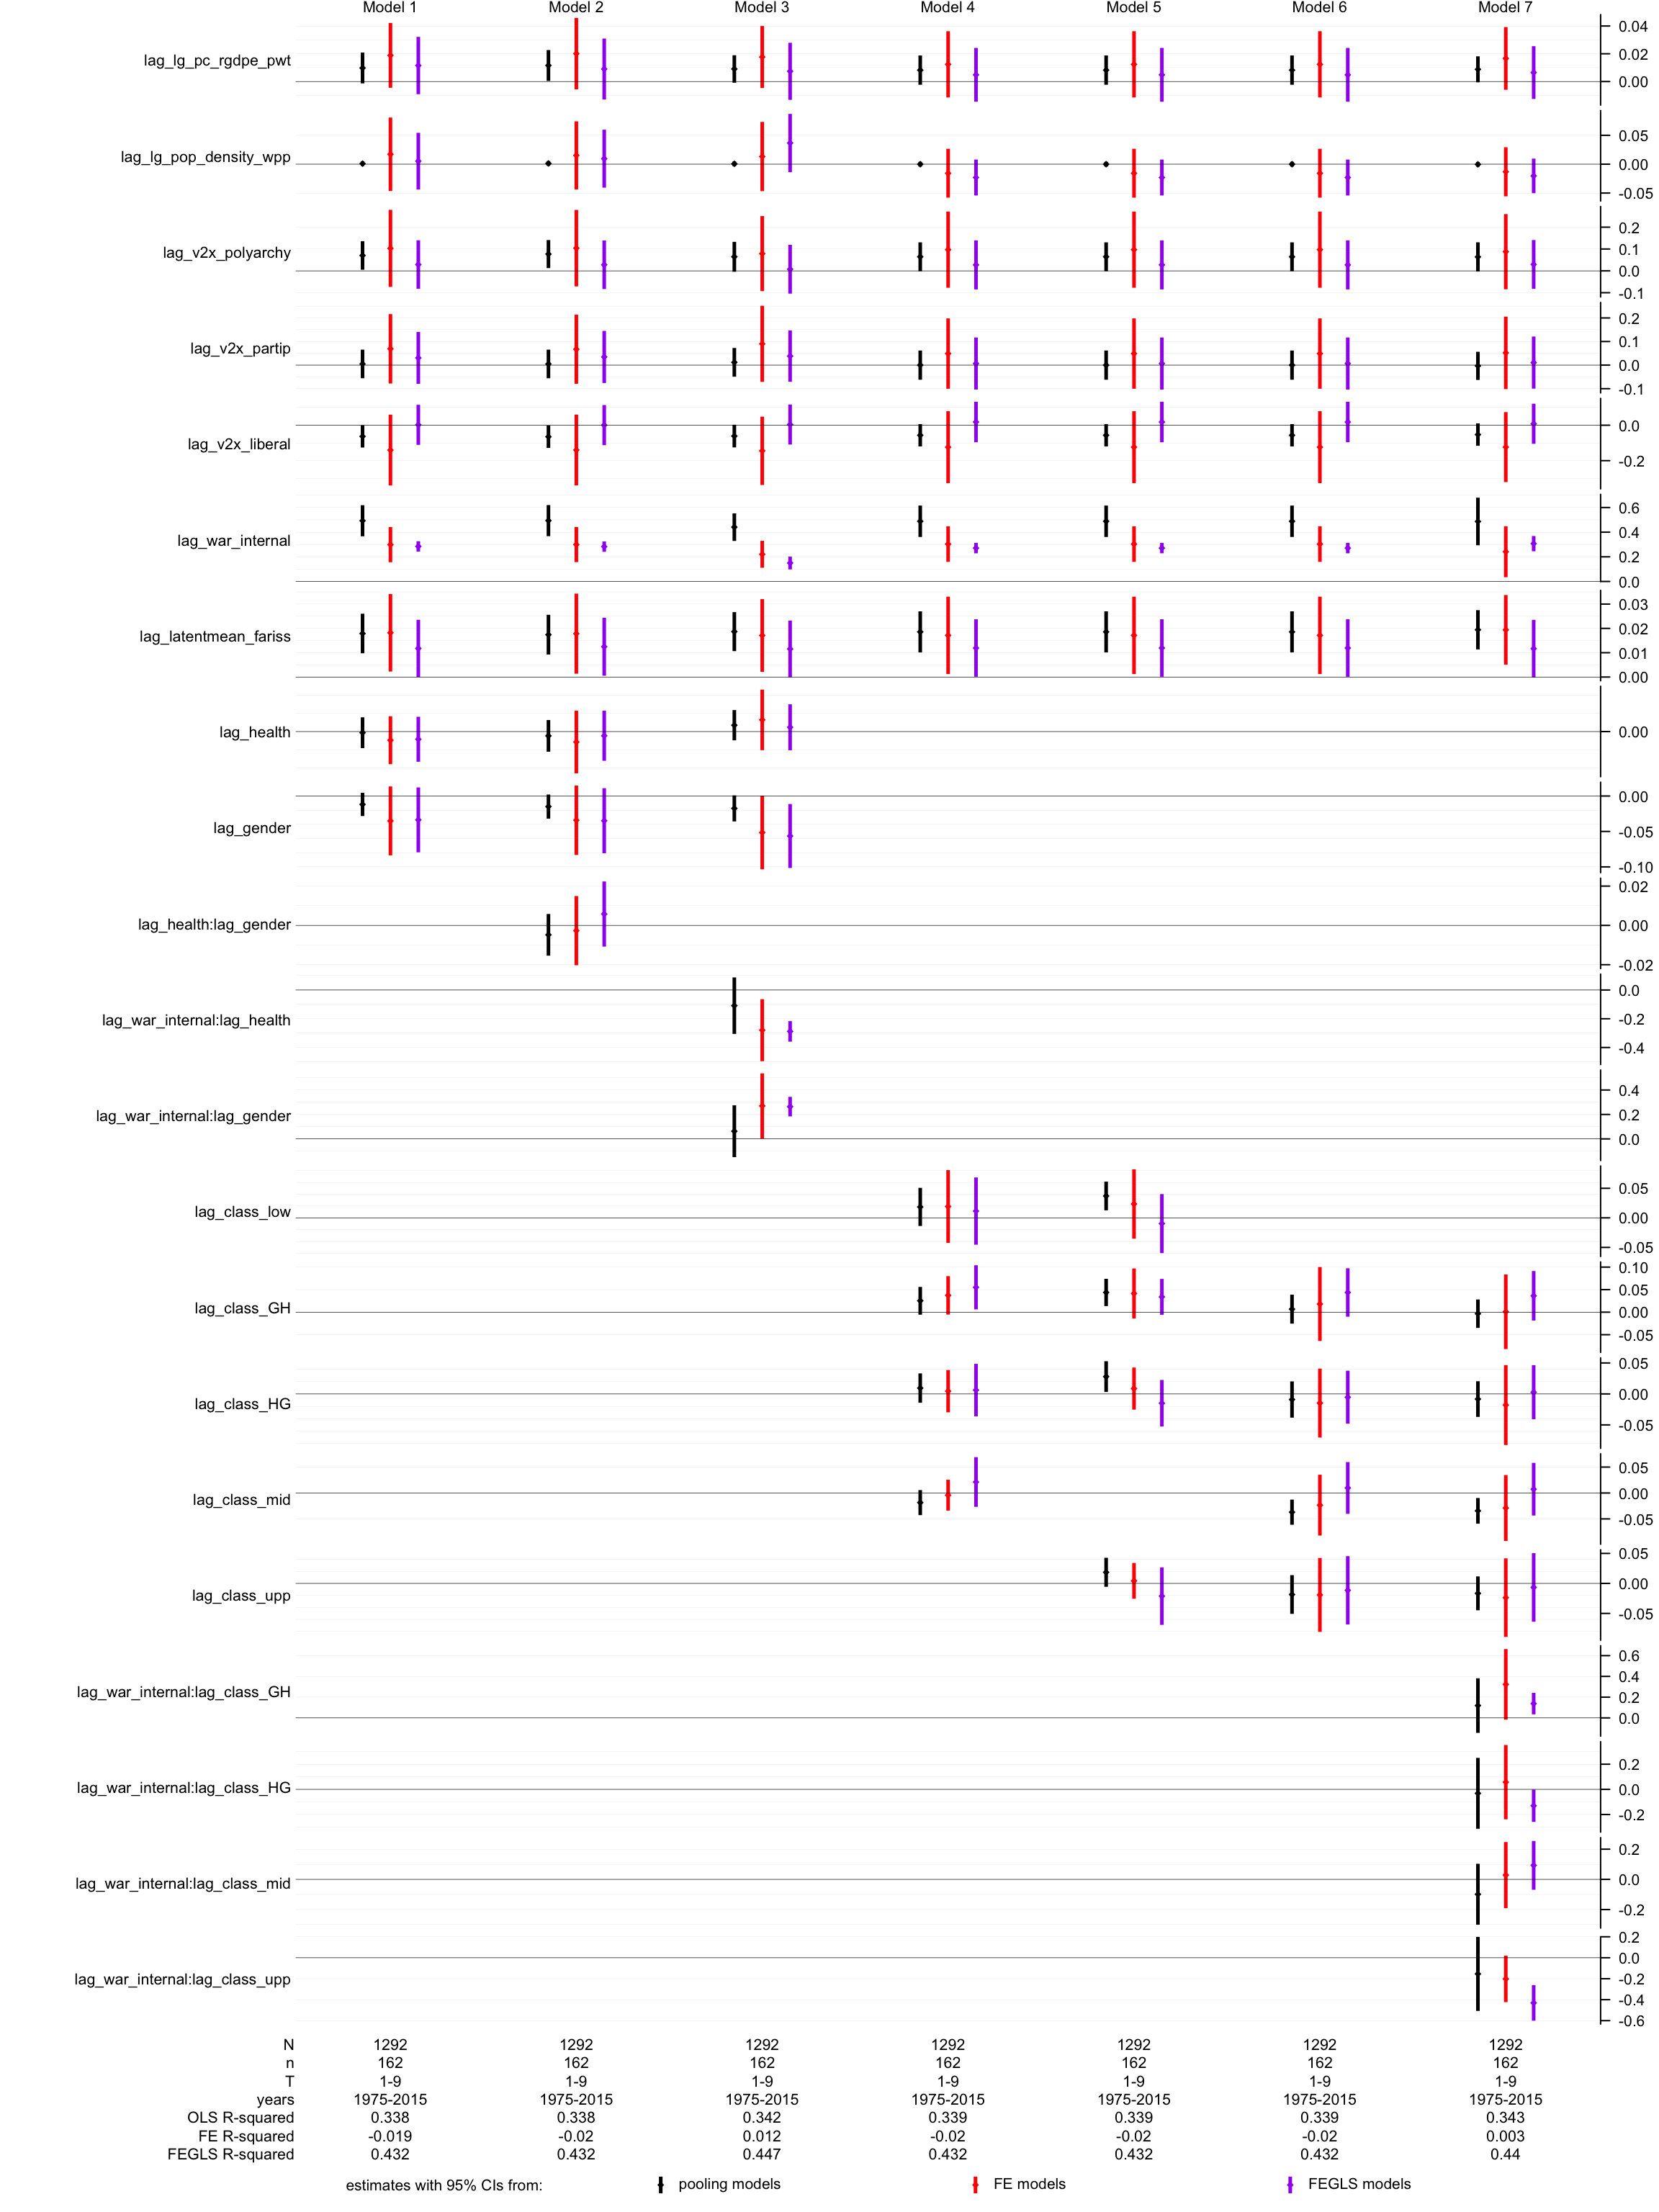 Model 1 Model 2 Model 3 Model 4 Model 5 Model 6 Model 7
lag_lg_pc_rgdpe_pwt
0.04
0.02
0.00
lag_lg_pop_density_wpp
0.05
0.00
-0.05
lag_v2x_polyarchy
0.2
0.1
0.0
-0.1
lag_v2x_partip
0.2
0.1
0.0
-0.1
lag_v2x_liberal
0.0
-0.2
lag_war_internal
0.6
0.4
0.2
0.0
lag_latentmean_fariss
0.03
0.02
0.01
0.00
lag_health
0.00
lag_gender
0.00
-0.05
-0.10
lag_health:lag_gender
0.02
0.00
-0.02
lag_war_internal:lag_health
0.0
-0.2
-0.4
lag_war_internal:lag_gender
0.4
0.2
0.0
lag_class_low
0.05
0.00
-0.05
lag_class_GH
0.10
0.05
0.00
-0.05
lag_class_HG
0.05
0.00
-0.05
lag_class_mid
0.05
0.00
-0.05
lag_class_upp
0.05
0.00
-0.05
lag_war_internal:lag_class_GH
0.6
0.4
0.2
0.0
lag_war_internal:lag_class_HG
0.2
0.0
-0.2
lag_war_internal:lag_class_mid
0.2
0.0
-0.2
lag_war_internal:lag_class_upp
0.2
0.0
-0.2
-0.4
-0.6
N 1292 1292 1292 1292 1292 1292 1292
n 162 162 162 162 162 162 162
T 1-9 1-9 1-9 1-9 1-9 1-9 1-9
years 1975-2015 1975-2015 1975-2015 1975-2015 1975-2015 1975-2015 1975-2015
OLS R-squared 0.338 0.338 0.342 0.339 0.339 0.339 0.343
FE R-squared -0.019 -0.02 0.012 -0.02 -0.02 -0.02 0.003
FEGLS R-squared 0.432 0.432 0.447 0.432 0.432 0.432 0.44
estimates with 95% CIs from: pooling models FE models FEGLS models